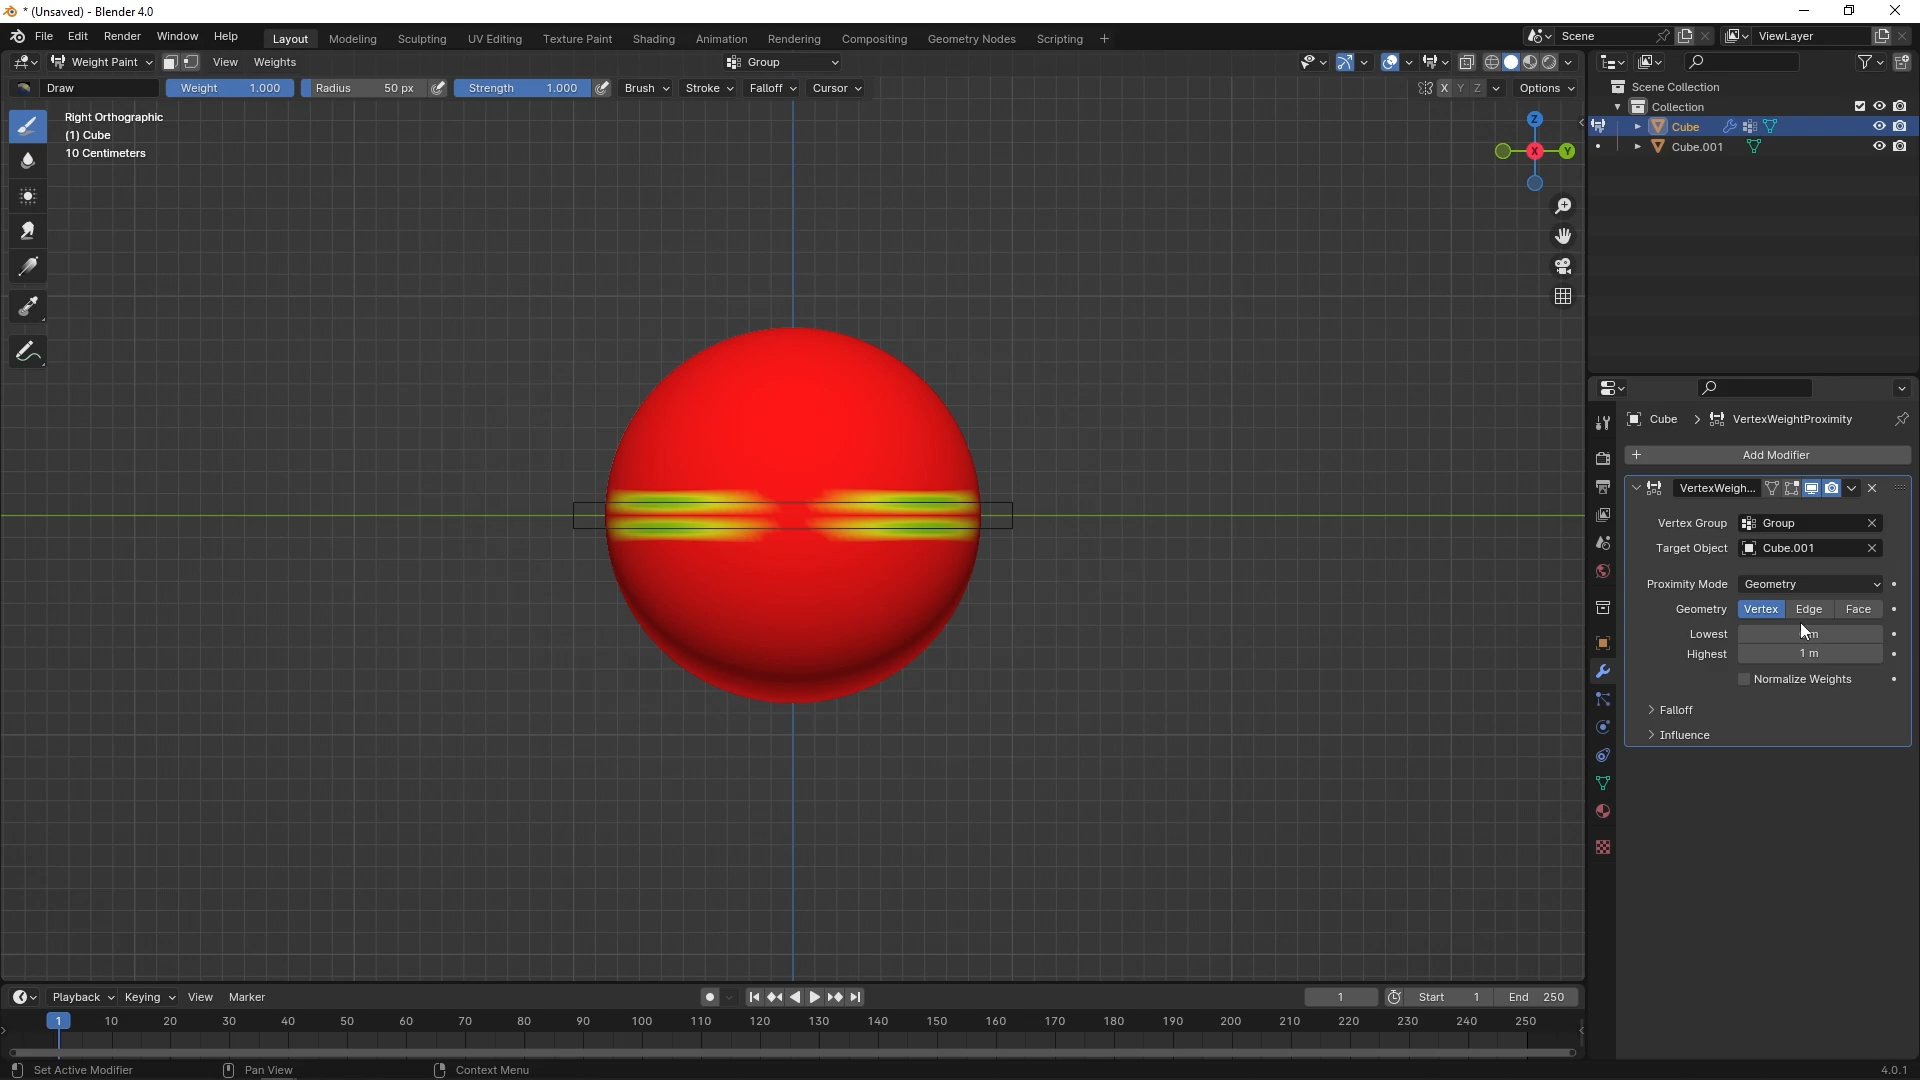 * (Unsaved) - Blender 4.0
File Edit Render Window Help Layout Modeling Sculpting UV Editing Texture Paint Shading Animation Rendering Compositing Geometry Nodes Scripting + Scene ViewLayer
Weight Paint View Weights Group
Draw Weight 1.000 Radius 50 px Strength 1.000 Brush Stroke Falloff Cursor X Y Z Options
Right Orthographic
(1) Cube
10 Centimeters
Z
X Y
Scene Collection
Collection
Cube
Cube.001
Cube > VertexWeightProximity
+ Add Modifier
VertexWeigh...
Vertex Group Group
Target Object Cube.001
Proximity Mode Geometry
Geometry Vertex Edge Face
Lowest m
Highest 1 m
Normalize Weights
Falloff
Influence
Playback Keying View Marker 1 Start 1 End 250
1 10 20 30 40 50 60 70 80 90 100 110 120 130 140 150 160 170 180 190 200 210 220 230 240 250
Set Active Modifier Pan View Context Menu 4.0.1